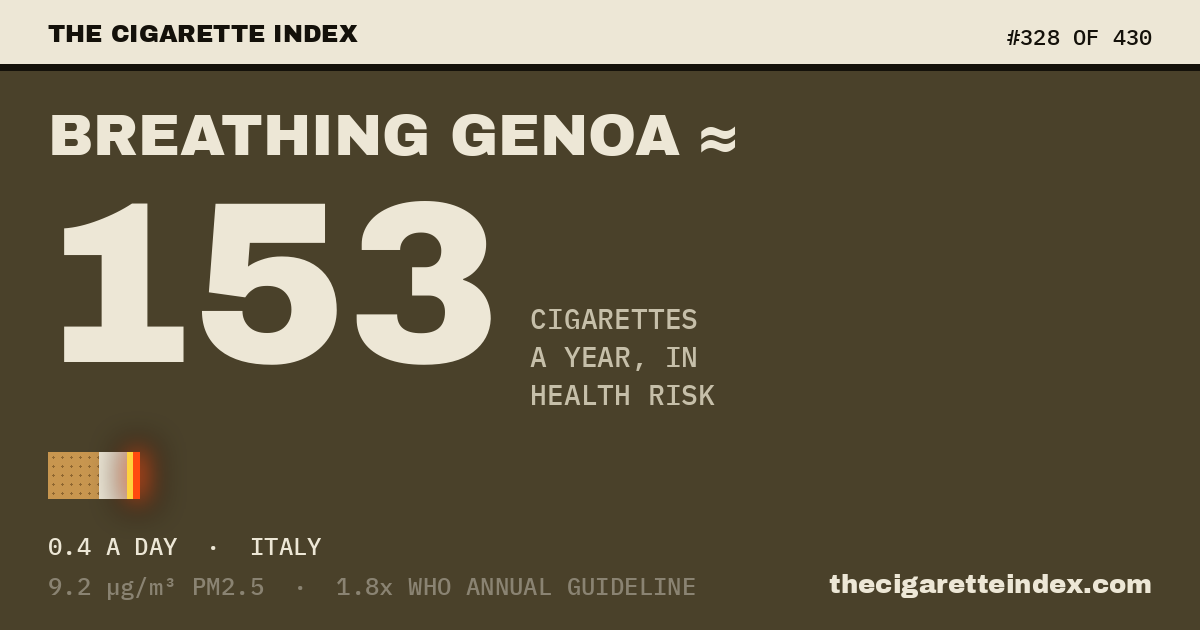 THE CIGARETTE INDEX
#328 OF 430
BREATHING GENOA ≈
153
CIGARETTES
A YEAR, IN
HEALTH RISK
0.4 A DAY · ITALY
9.2 µg/m³ PM2.5 · 1.8x WHO ANNUAL GUIDELINE
thecigaretteindex.com